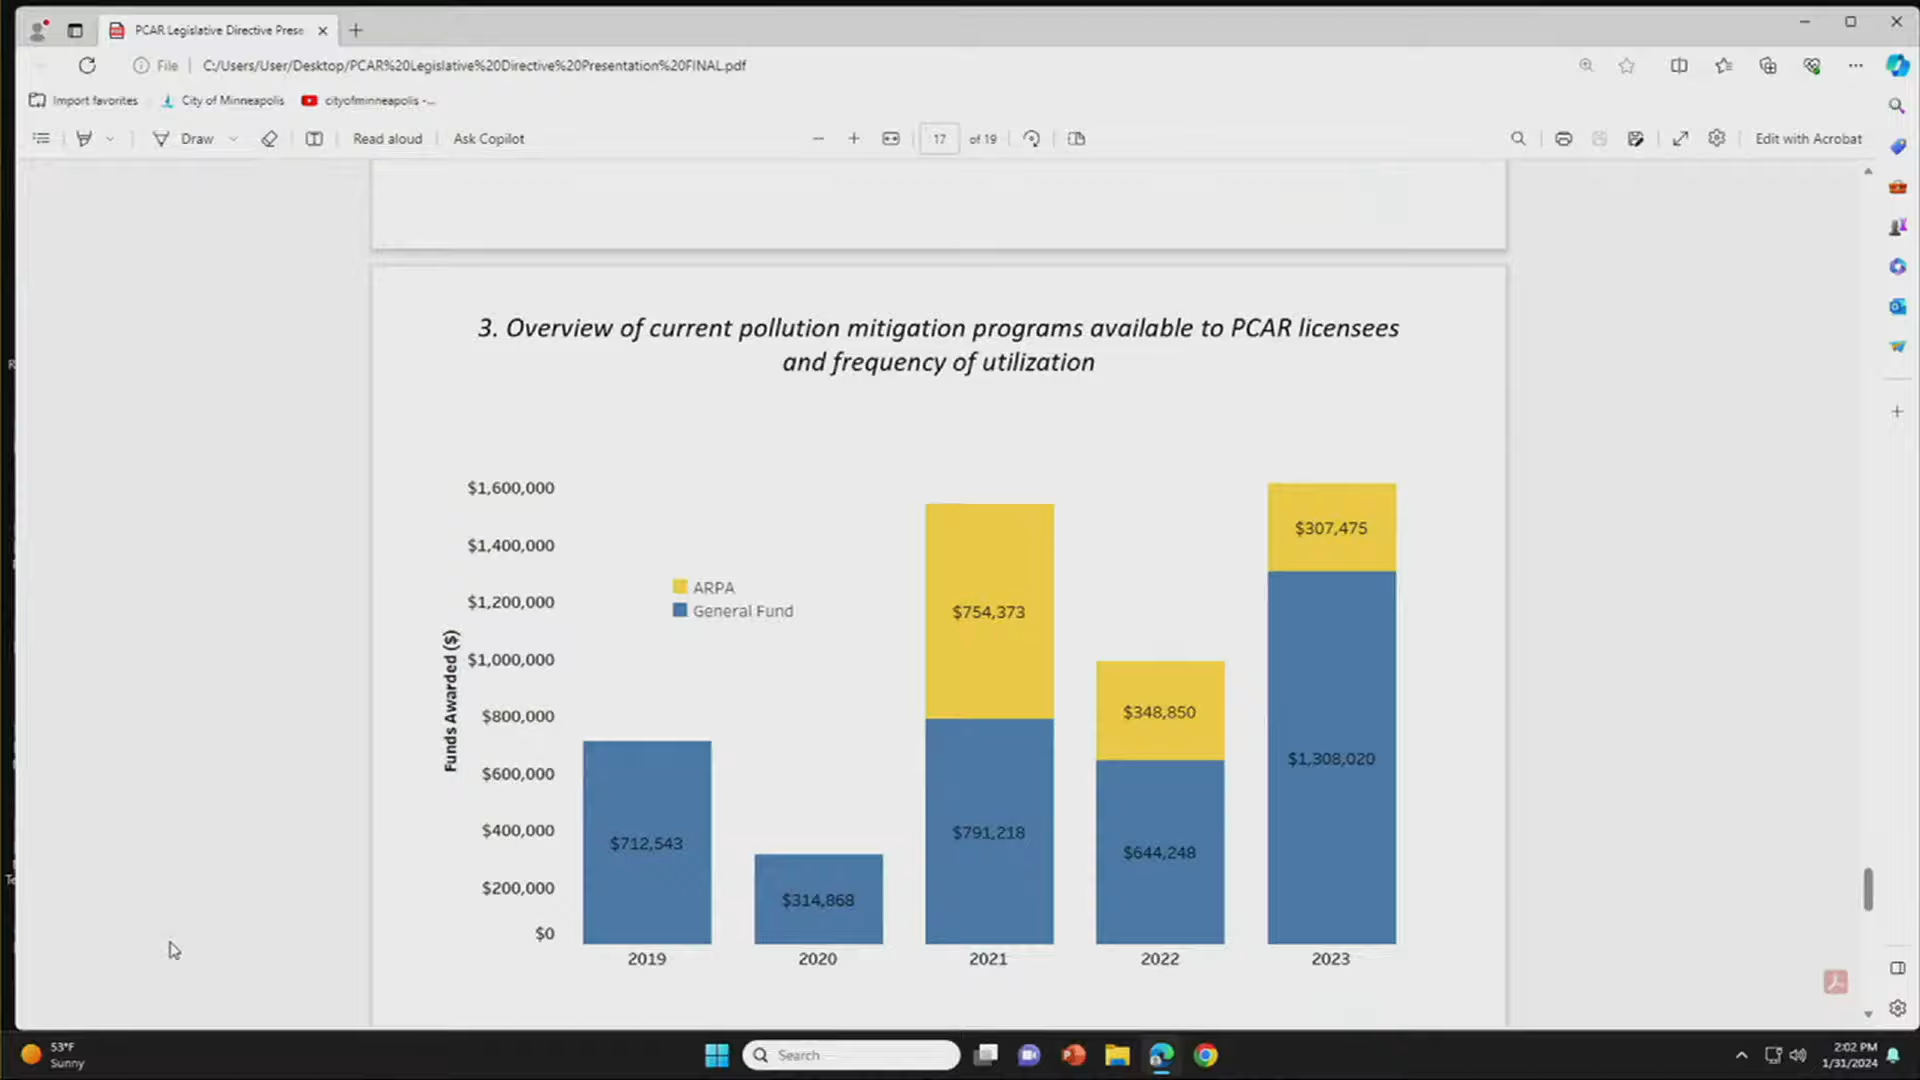 PCAR Legislative Directive Prese
File
C:/Users/User/Desktop/PCAR%20Legislative%20Directive%20Presentation%20FINAL.pdf
Import favorites
City of Minneapolis
cityofminneapolis -...
Draw
Read aloud
Ask Copilot
17 of 19
Edit with Acrobat
3. Overview of current pollution mitigation programs available to PCAR licensees
and frequency of utilization
Funds Awarded ($)
$1,600,000
$1,400,000
$1,200,000
$1,000,000
$800,000
$600,000
$400,000
$200,000
$0
ARPA
General Fund
$712,543
$314,868
$754,373
$791,218
$348,850
$644,248
$307,475
$1,308,020
2019
2020
2021
2022
2023
53°F
Sunny
Search
2:02 PM
1/31/2024